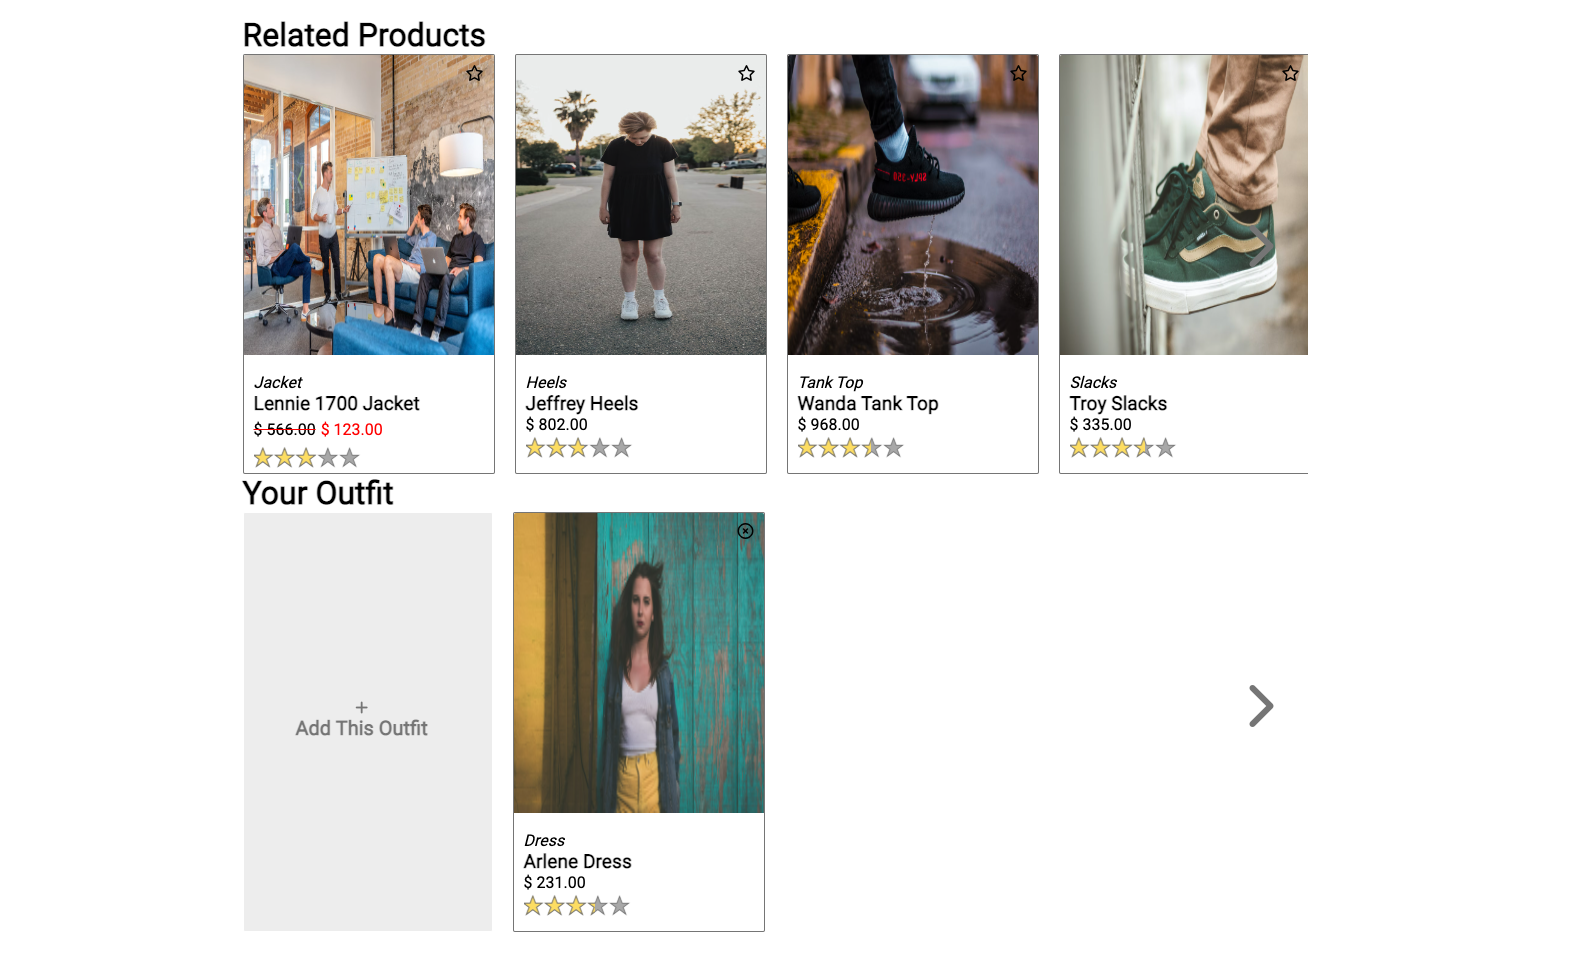 Related Products
Jacket
Lennie 1700 Jacket
$ 566.00 $ 123.00
Heels
Jeffrey Heels
$ 802.00
Tank Top
Wanda Tank Top
$ 968.00
Slacks
Troy Slacks
$ 335.00
Your Outfit
+
Add This Outfit
Dress
Arlene Dress
$ 231.00